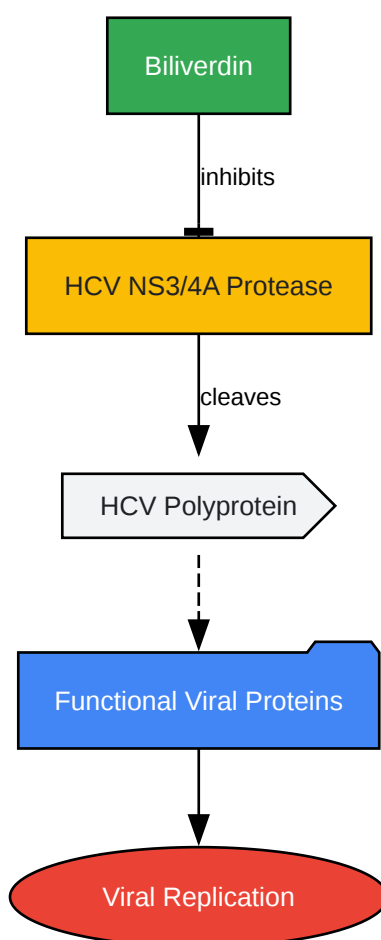 Biliverdin
inhibits
HCV NS3/4A Protease
cleaves
HCV Polyprotein
Functional Viral Proteins
Viral Replication